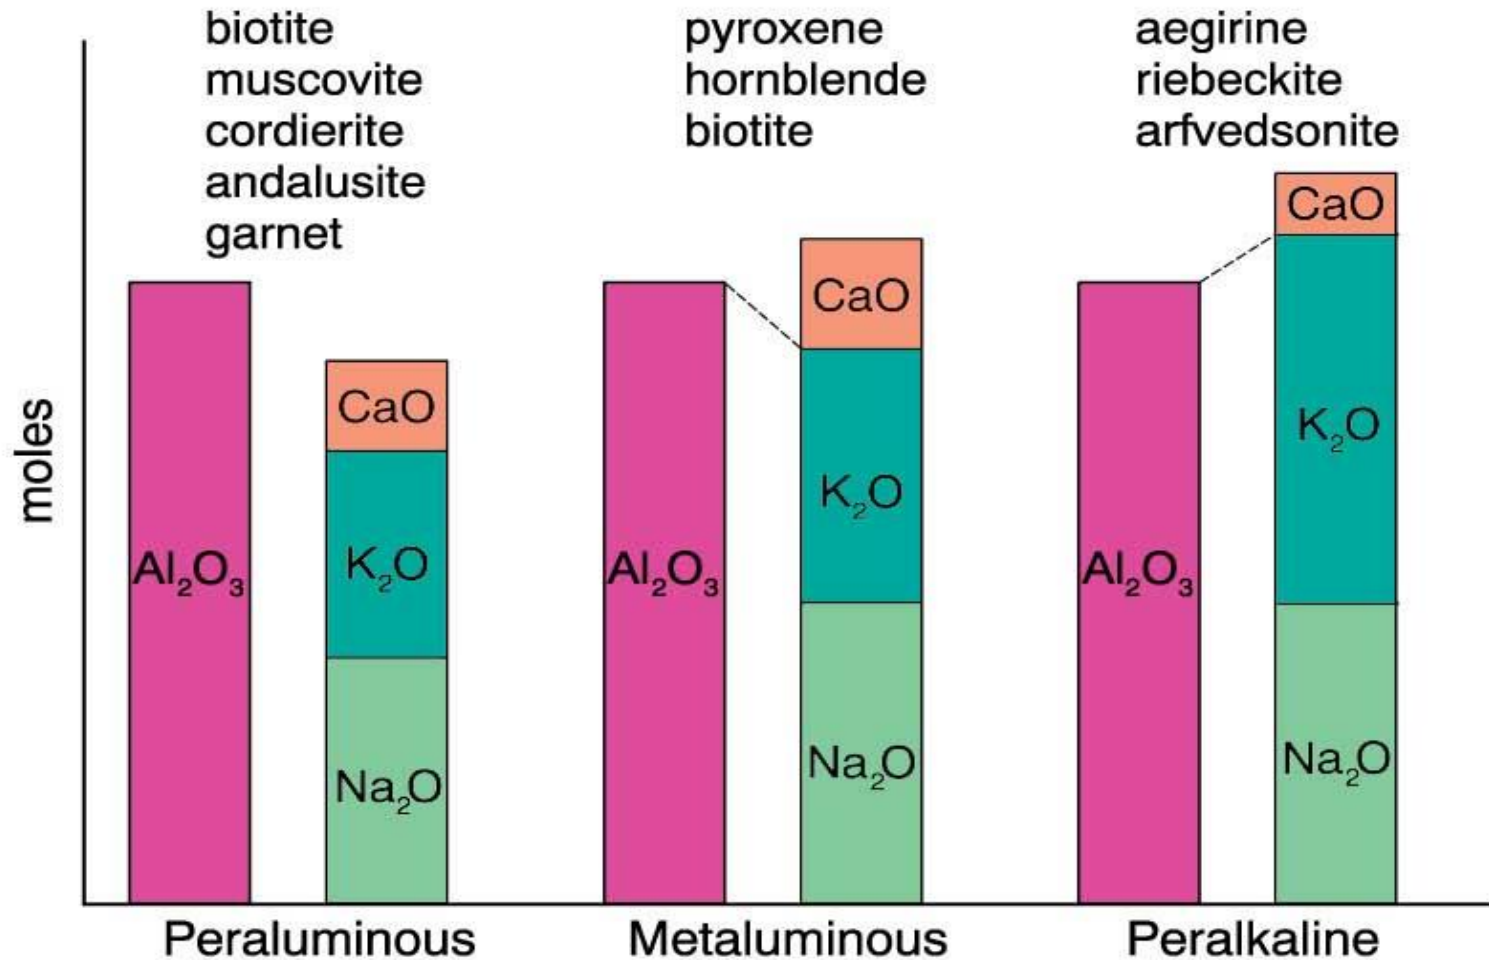 biotite
muscovite
cordierite
andalusite
garnet
pyroxene
hornblende
biotite
aegirine
riebeckite
arfvedsonite
moles
Al₂O₃
CaO
K₂O
Na₂O
Al₂O₃
CaO
K₂O
Na₂O
Al₂O₃
CaO
K₂O
Na₂O
Peraluminous
Metaluminous
Peralkaline